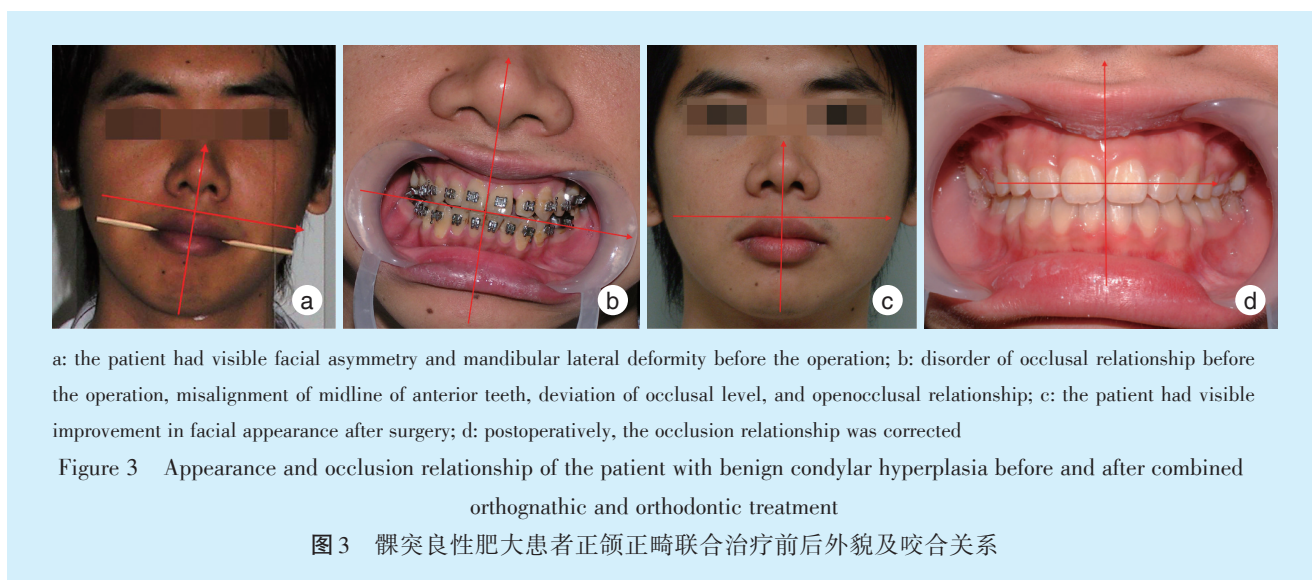 a
b
c
d
a: the patient had visible facial asymmetry and mandibular lateral deformity before the operation; b: disorder of occlusal relationship before
the operation, misalignment of midline of anterior teeth, deviation of occlusal level, and openocclusal relationship; c: the patient had visible
improvement in facial appearance after surgery; d: postoperatively, the occlusion relationship was corrected
Figure 3 Appearance and occlusion relationship of the patient with benign condylar hyperplasia before and after combined
orthognathic and orthodontic treatment
图3 髁突良性肥大患者正颌正畸联合治疗前后外貌及咬合关系